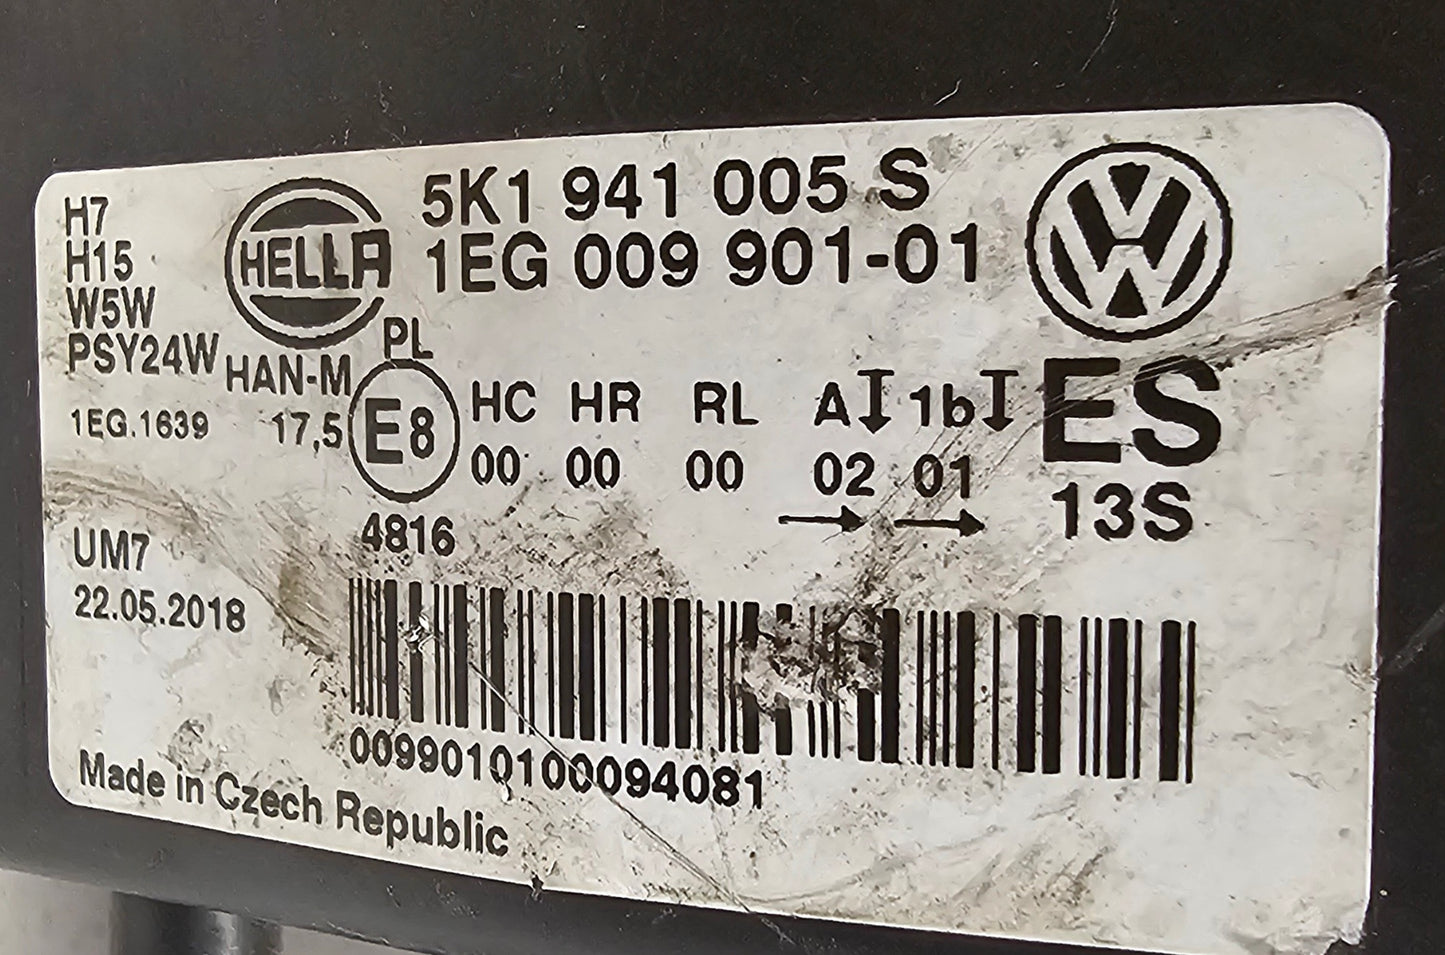 H7
H15
W5W
PSY24W
HELLA
5K1 941 005 S
1EG 009 901-01
VW
HAN-M
PL
1EG.1639
17,5
E8
HC HR RL A 1b
00 00 00 02 01
ES
13S
4816
UM7
22.05.2018
0099010100094081
Made in Czech Republic